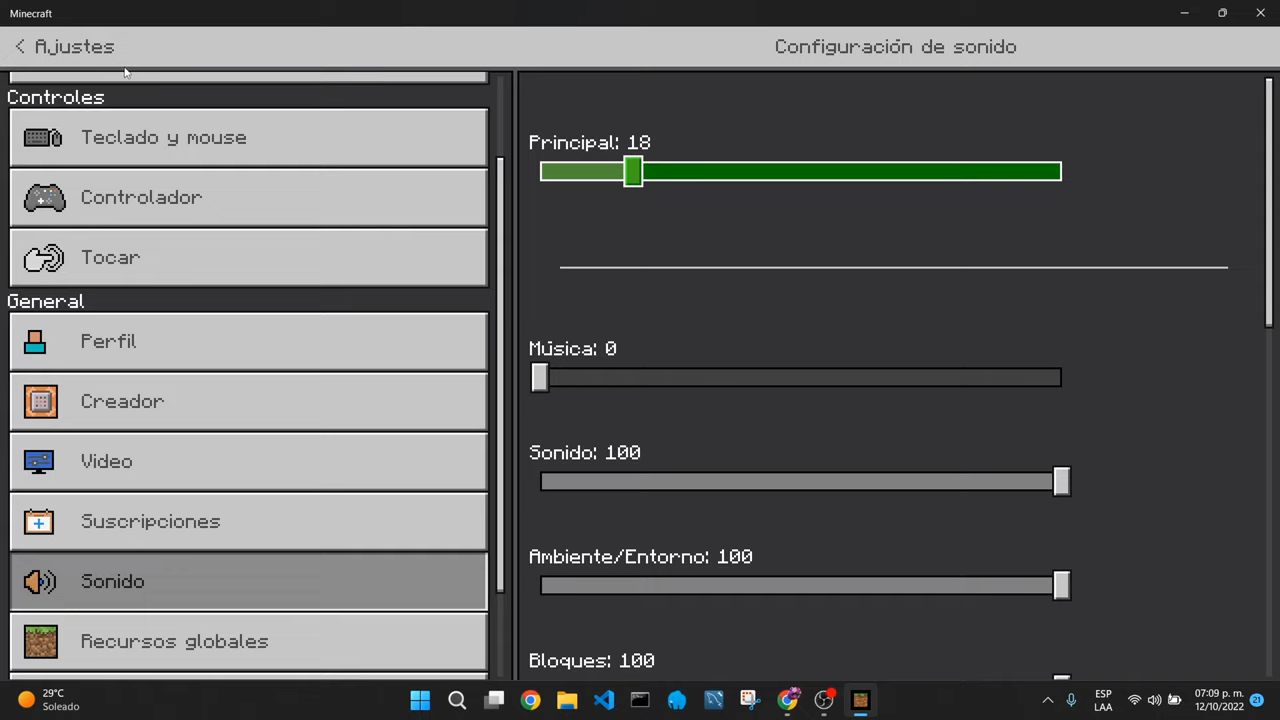 Minecraft
Ajustes
Configuración de sonido
Controles
Teclado y mouse
Controlador
Tocar
General
Perfil
Creador
Video
Suscripciones
Sonido
Recursos globales
Principal: 18
Música: 0
Sonido: 100
Ambiente/Entorno: 100
Bloques: 100
29°C
Soleado
ESP
LAA
07:09 p. m.
12/10/2022
21